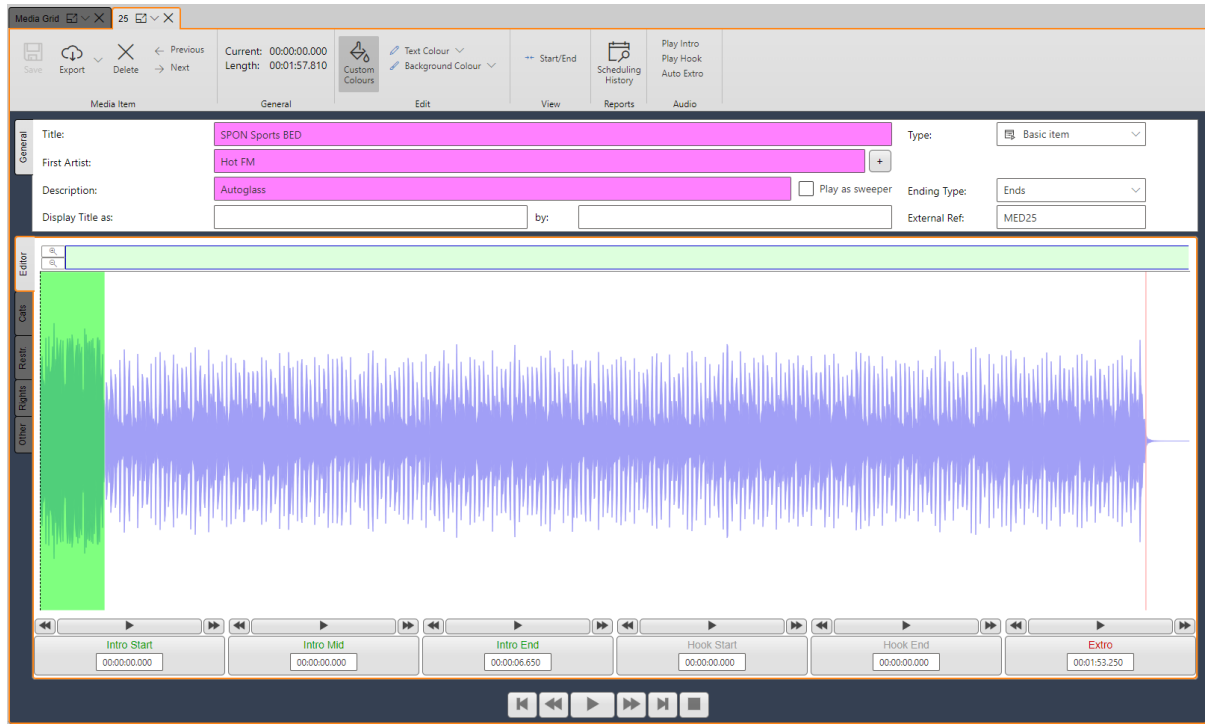 Media Grid
25
Save
Export
Delete
Previous
Next
Media Item
Current: 00:00:00.000
Length: 00:01:57.810
General
Custom Colours
Text Colour
Background Colour
Edit
Start/End
View
Scheduling History
Reports
Play Intro
Play Hook
Auto Extro
Audio
General
Title: SPON Sports BED
Type: Basic item
First Artist: Hot FM
+
Description: Autoglass
Play as sweeper
Ending Type: Ends
Display Title as:
by:
External Ref: MED25
Editor
Cats
Restr.
Rights
Other
Intro Start
00:00:00.000
Intro Mid
00:00:00.000
Intro End
00:00:06.650
Hook Start
00:00:00.000
Hook End
00:00:00.000
Extro
00:01:53.250